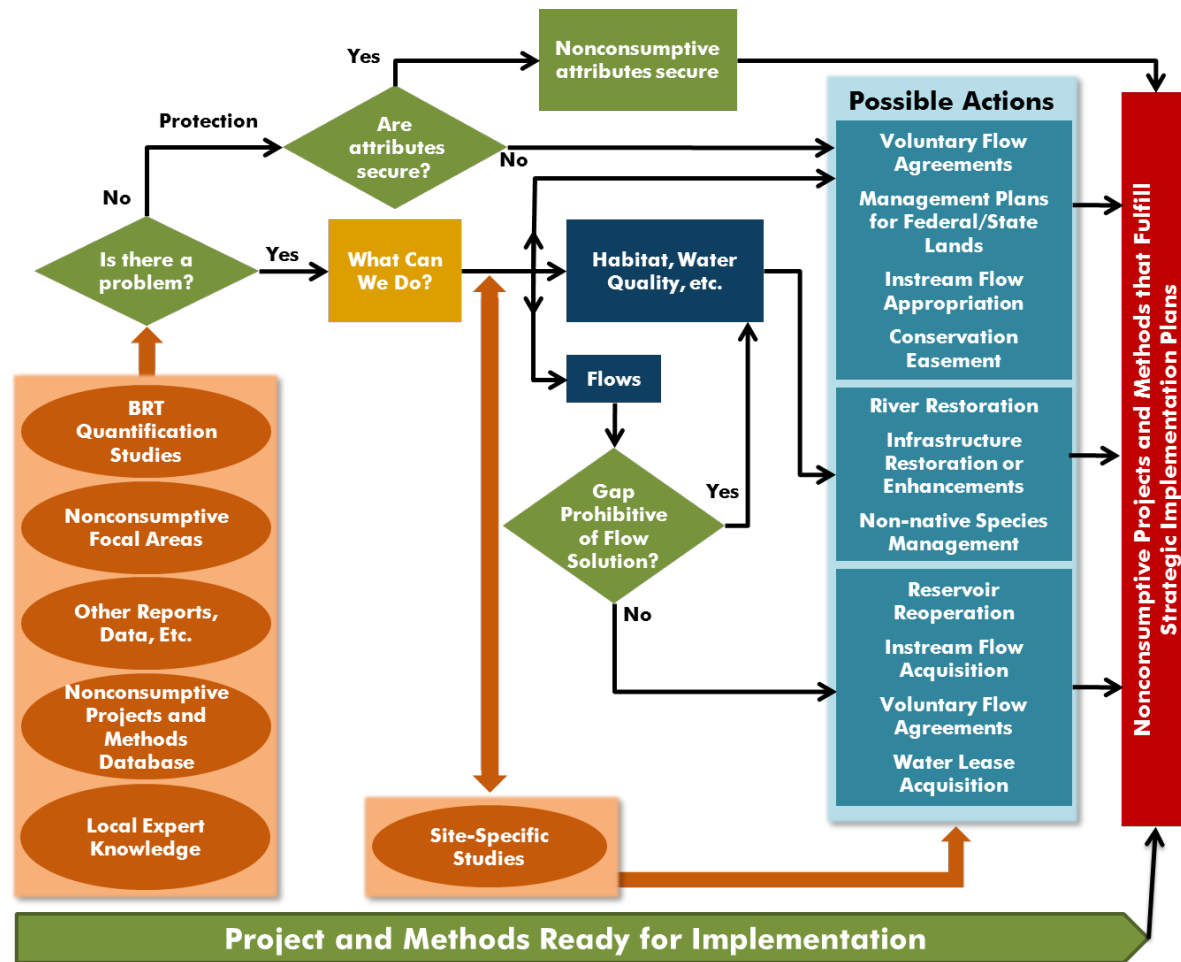 Yes
Nonconsumptive
attributes secure
Protection
Are
attributes
secure?
No
No
Is there a
problem?
Yes
What Can
We Do?
Habitat, Water
Quality, etc.
Flows
Gap
Prohibitive
of Flow
Solution?
Yes
No
Possible Actions
Voluntary Flow
Agreements
Management Plans
for Federal/State
Lands
Instream Flow
Appropriation
Conservation
Easement
River Restoration
Infrastructure
Restoration or
Enhancements
Non-native Species
Management
Reservoir
Reoperation
Instream Flow
Acquisition
Voluntary Flow
Agreements
Water Lease
Acquisition
Nonconsumptive Projects and Methods that Fulfill
Strategic Implementation Plans
BRT
Quantification
Studies
Nonconsumptive
Focal Areas
Other Reports,
Data, Etc.
Nonconsumptive
Projects and
Methods
Database
Local Expert
Knowledge
Site-Specific
Studies
Project and Methods Ready for Implementation